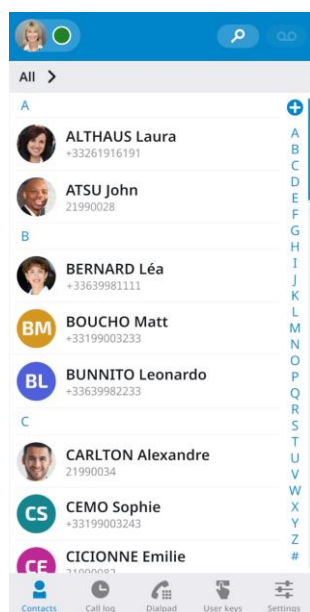 All >
A
ALTHAUS Laura
+33261916191
ATSU John
21990028
B
BERNARD Léa
+33639981111
BM
BOUCHO Matt
+33199003233
BL
BUNNITO Leonardo
+33639982233
C
CARLTON Alexandre
21990034
CS
CEMO Sophie
+33199003243
CE
CICIONNE Emilie
21990082
A
B
C
D
E
F
G
H
I
J
K
L
M
N
O
P
Q
R
S
T
U
V
W
X
Y
Z
#
Contacts
Call log
Dialpad
User keys
Settings